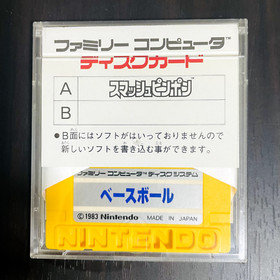 ファミリー コンピュータ™
ディスクカード
A スマッシュピンポン
B
●B面にはソフトがはいっておりませんので
新しいソフトを書き込む事ができます。
ファミリー コンピュータ™ ディスク システム
ベースボール
©1983 Nintendo MADE IN JAPAN
NINTENDO